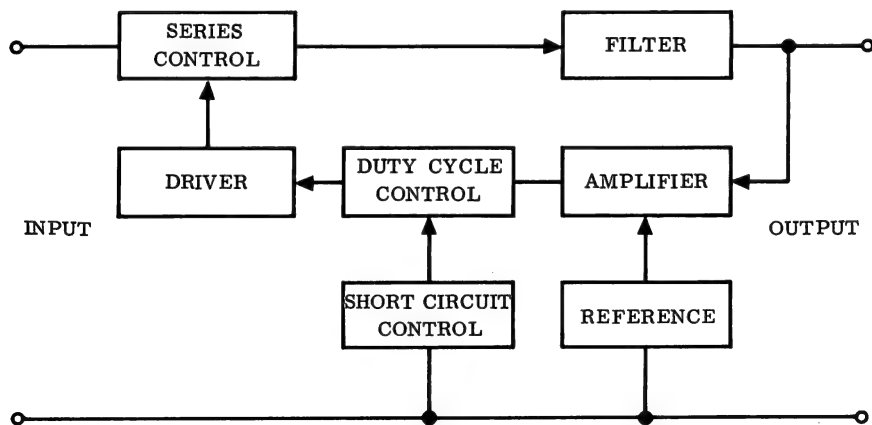 SERIES
CONTROL
FILTER
DRIVER
DUTY CYCLE
CONTROL
AMPLIFIER
INPUT
OUTPUT
SHORT CIRCUIT
CONTROL
REFERENCE